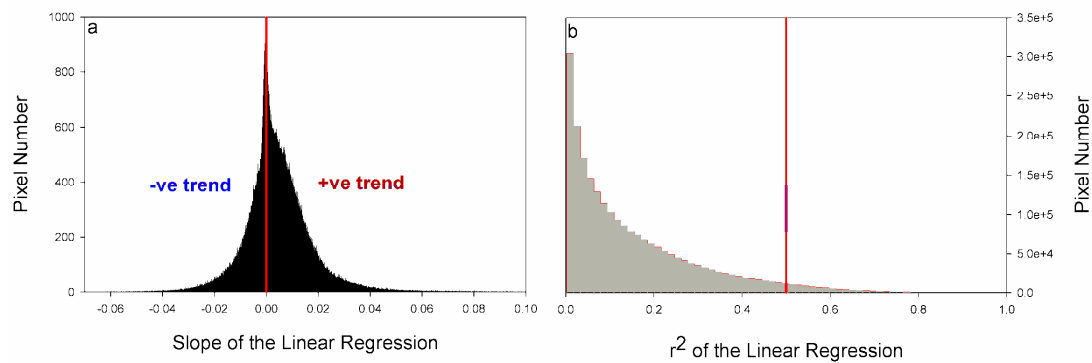 a
1000
800
600
400
200
0
Pixel Number
-ve trend
+ve trend
-0.06 -0.04 -0.02 0.00 0.02 0.04 0.06 0.08 0.10
Slope of the Linear Regression
b
3.5e+5
3.0e+5
2.5e+5
2.0e+5
1.5e+5
1.0e+5
5.0e+4
0.0
Pixel Number
0.0 0.2 0.4 0.6 0.8 1.0
r² of the Linear Regression